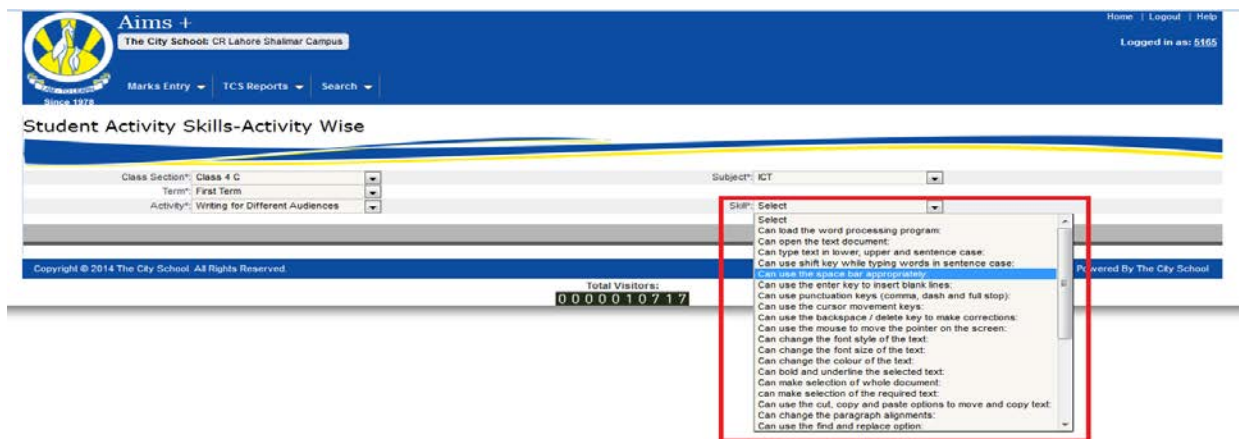 Aims +
Home | Logout | Help
The City School: CR Lahore Shalimar Campus
Logged in as: 5165
I AM - TO LEARN
Since 1978
Marks Entry TCS Reports Search
Student Activity Skills-Activity Wise
Class Section*: Class 4 C Subject*: ICT
Term*: First Term
Activity*: Writing for Different Audiences Skill*: Select
Select
Can load the word processing program:
Can open the text document:
Can type text in lower, upper and sentence case:
Can use shift key while typing words in sentence case:
Can use the space bar appropriately:
Can use the enter key to insert blank lines:
Can use punctuation keys (comma, dash and full stop):
Can use the cursor movement keys:
Can use the backspace / delete key to make corrections:
Can use the mouse to move the pointer on the screen:
Can change the font style of the text:
Can change the font size of the text:
Can change the colour of the text:
Can bold and underline the selected text:
Can make selection of whole document:
can make selection of the required text:
Can use the cut, copy and paste options to move and copy text:
Can change the paragraph alignments:
Can use the find and replace option:
Copyright © 2014 The City School. All Rights Reserved. Powered By The City School
Total Visitors:
0000010717